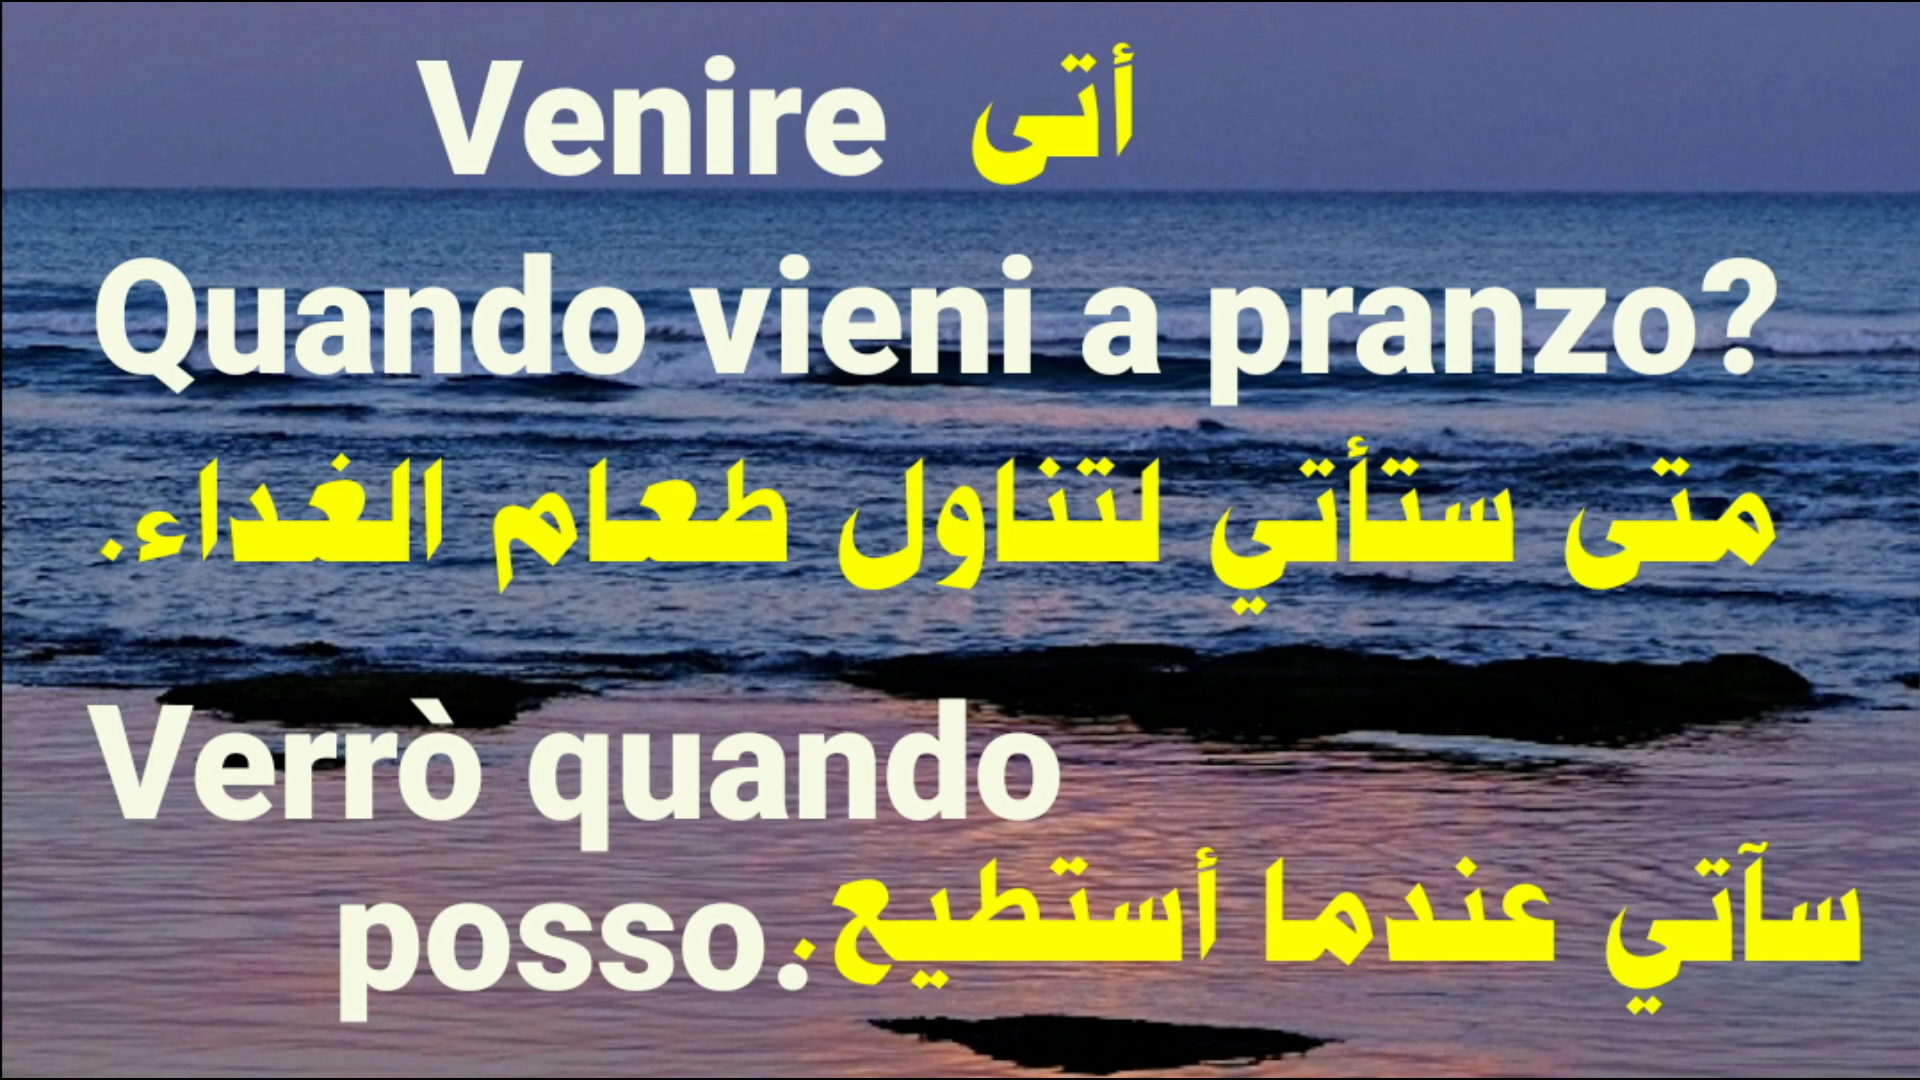 Venire أتى
Quando vieni a pranzo?
متى ستأتي لتناول طعام الغداء.
Verrò quando
posso.
سآتي عندما أستطيع.